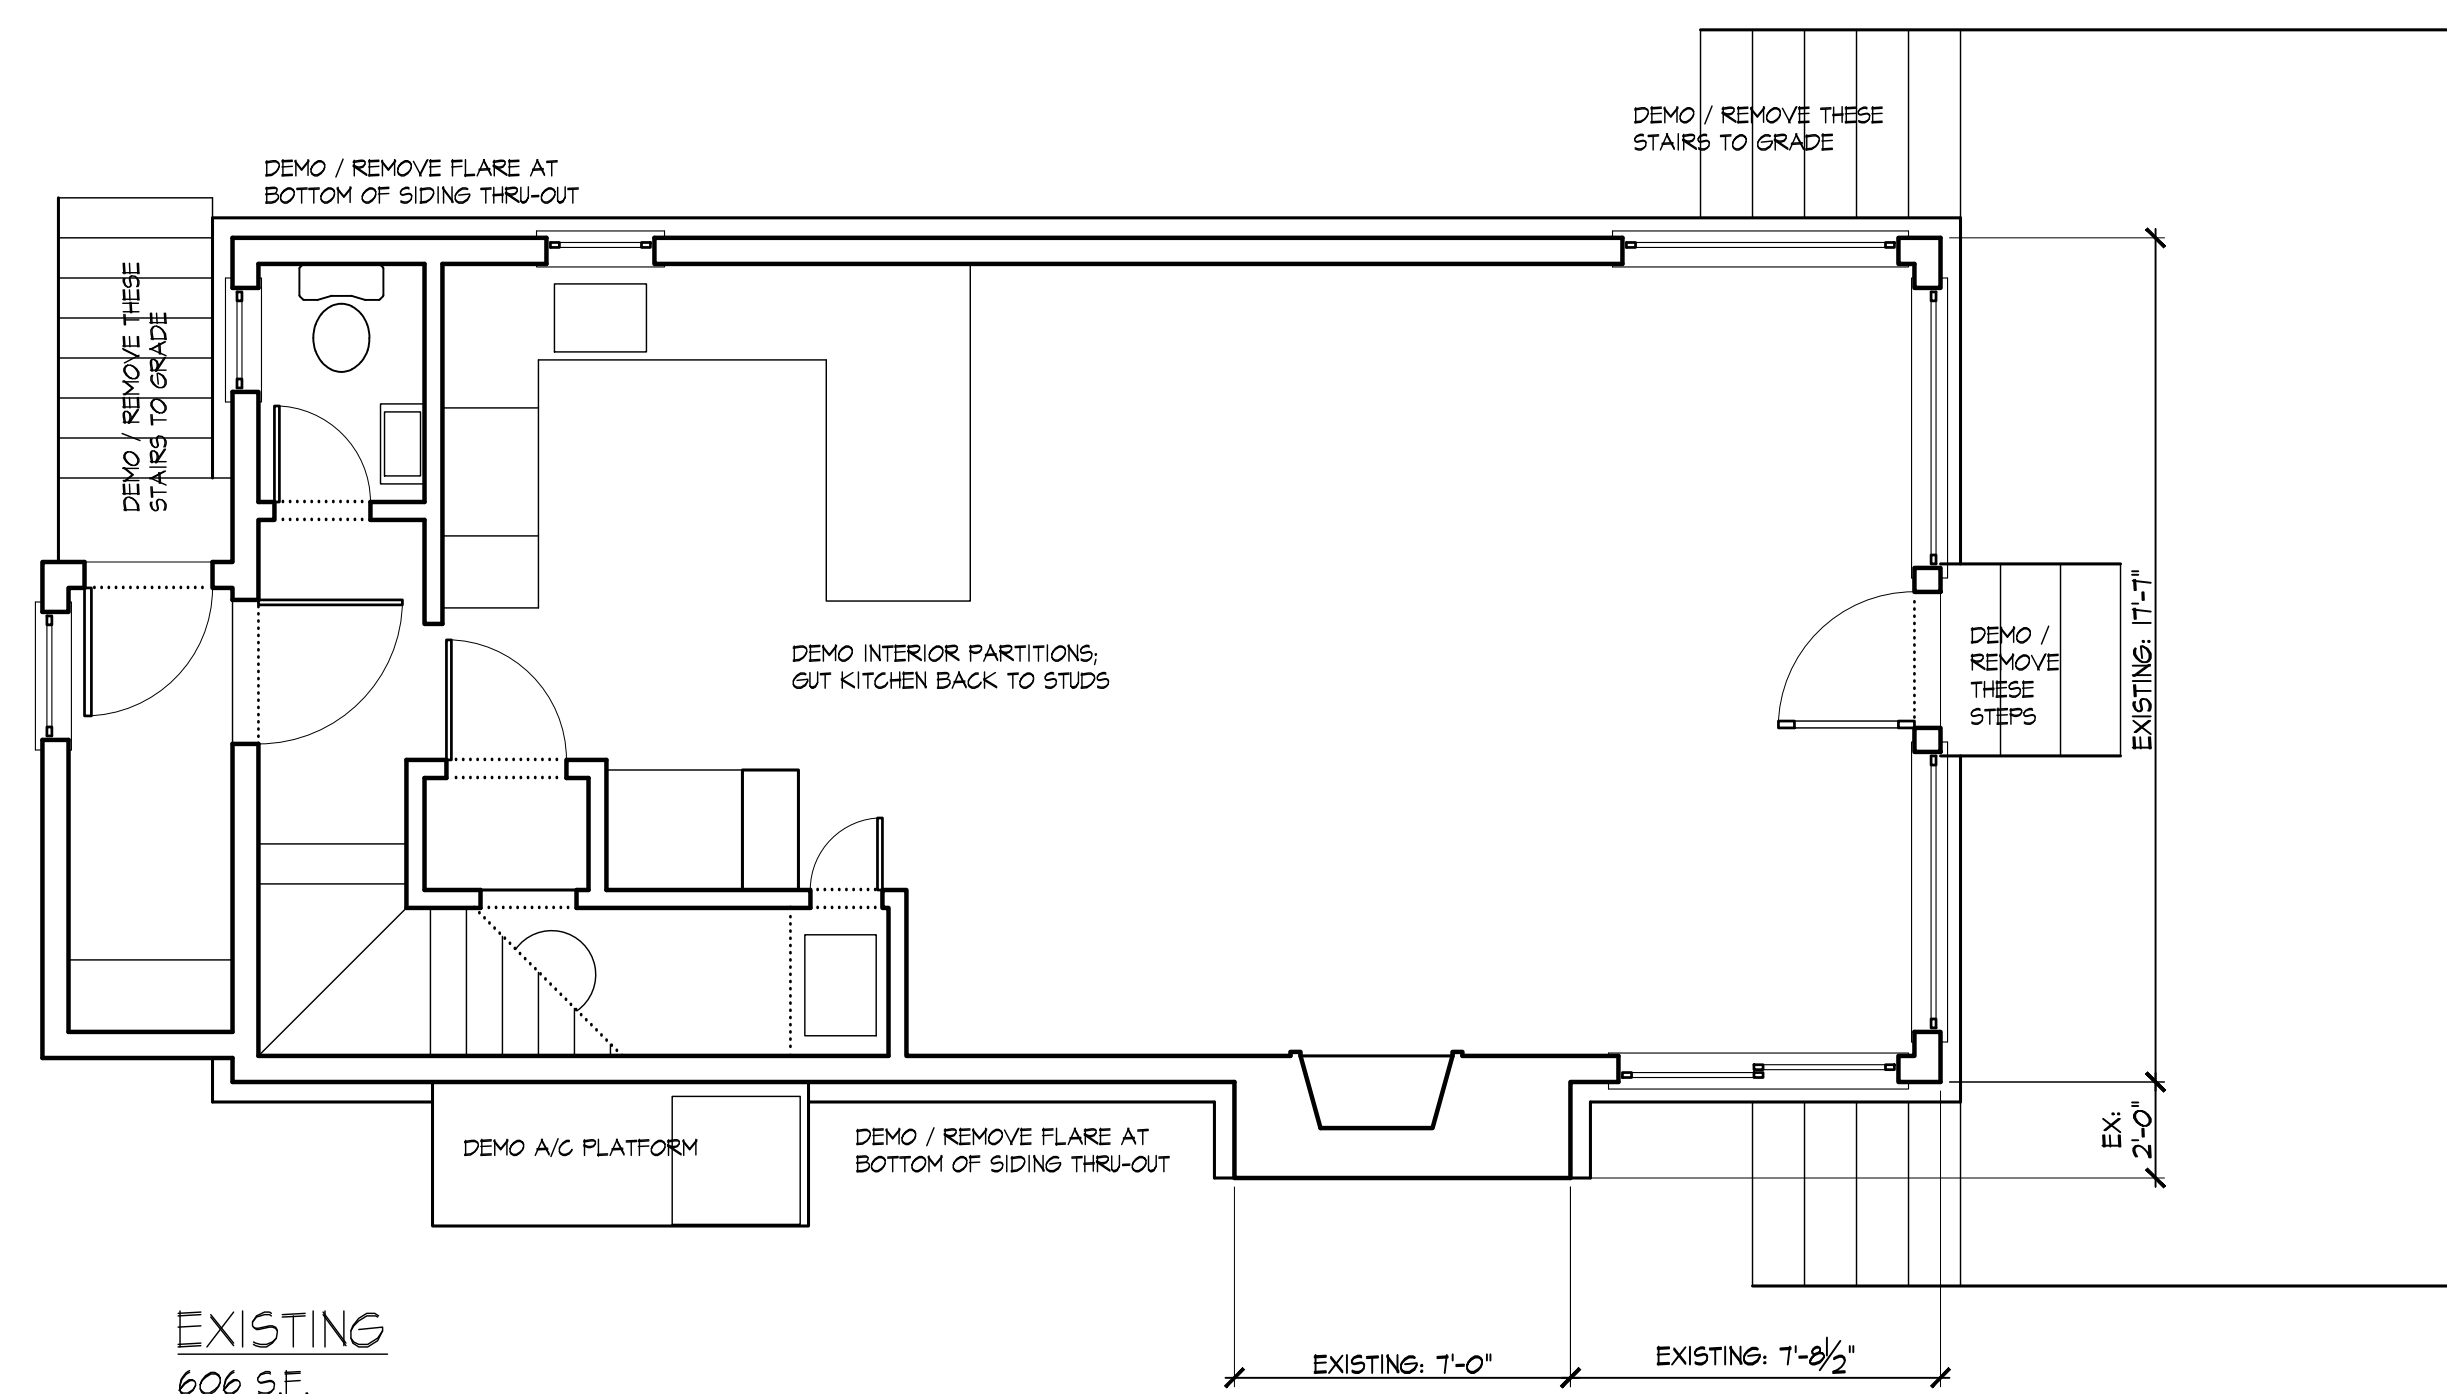 DEMO / REMOVE THESE
STAIRS TO GRADE
DEMO / REMOVE FLARE AT
BOTTOM OF SIDING THRU-OUT
DEMO / REMOVE THESE
STAIRS TO GRADE
DEMO INTERIOR PARTITIONS;
GUT KITCHEN BACK TO STUDS
DEMO /
REMOVE
THESE
STEPS
EXISTING: 17'-7"
EX:
2'-0"
DEMO A/C PLATFORM
DEMO / REMOVE FLARE AT
BOTTOM OF SIDING THRU-OUT
EXISTING: 7'-0"
EXISTING: 7'-8½"
EXISTING
606 S.F.